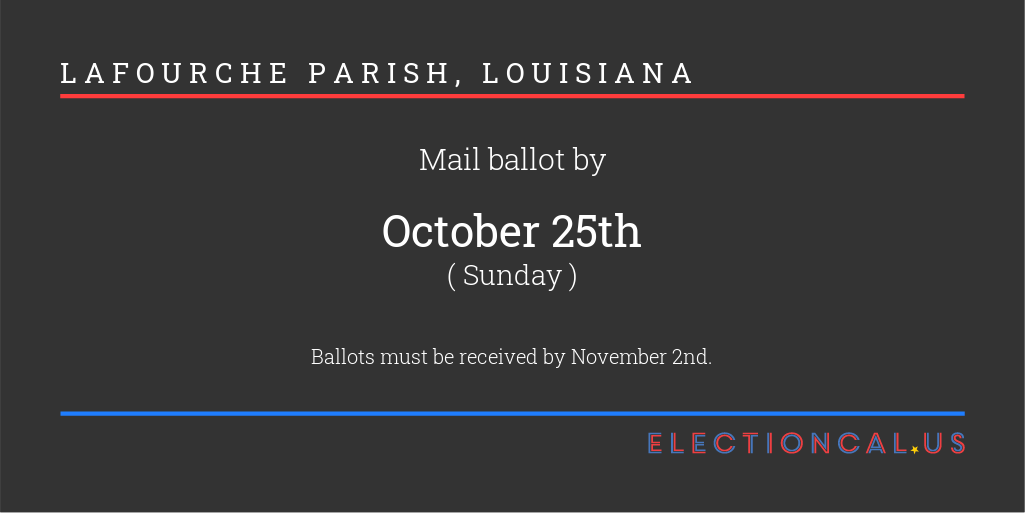 LAFOURCHE PARISH, LOUISIANA
Mail ballot by
October 25th
( Sunday )
Ballots must be received by November 2nd.
ELECTIONCAL.US